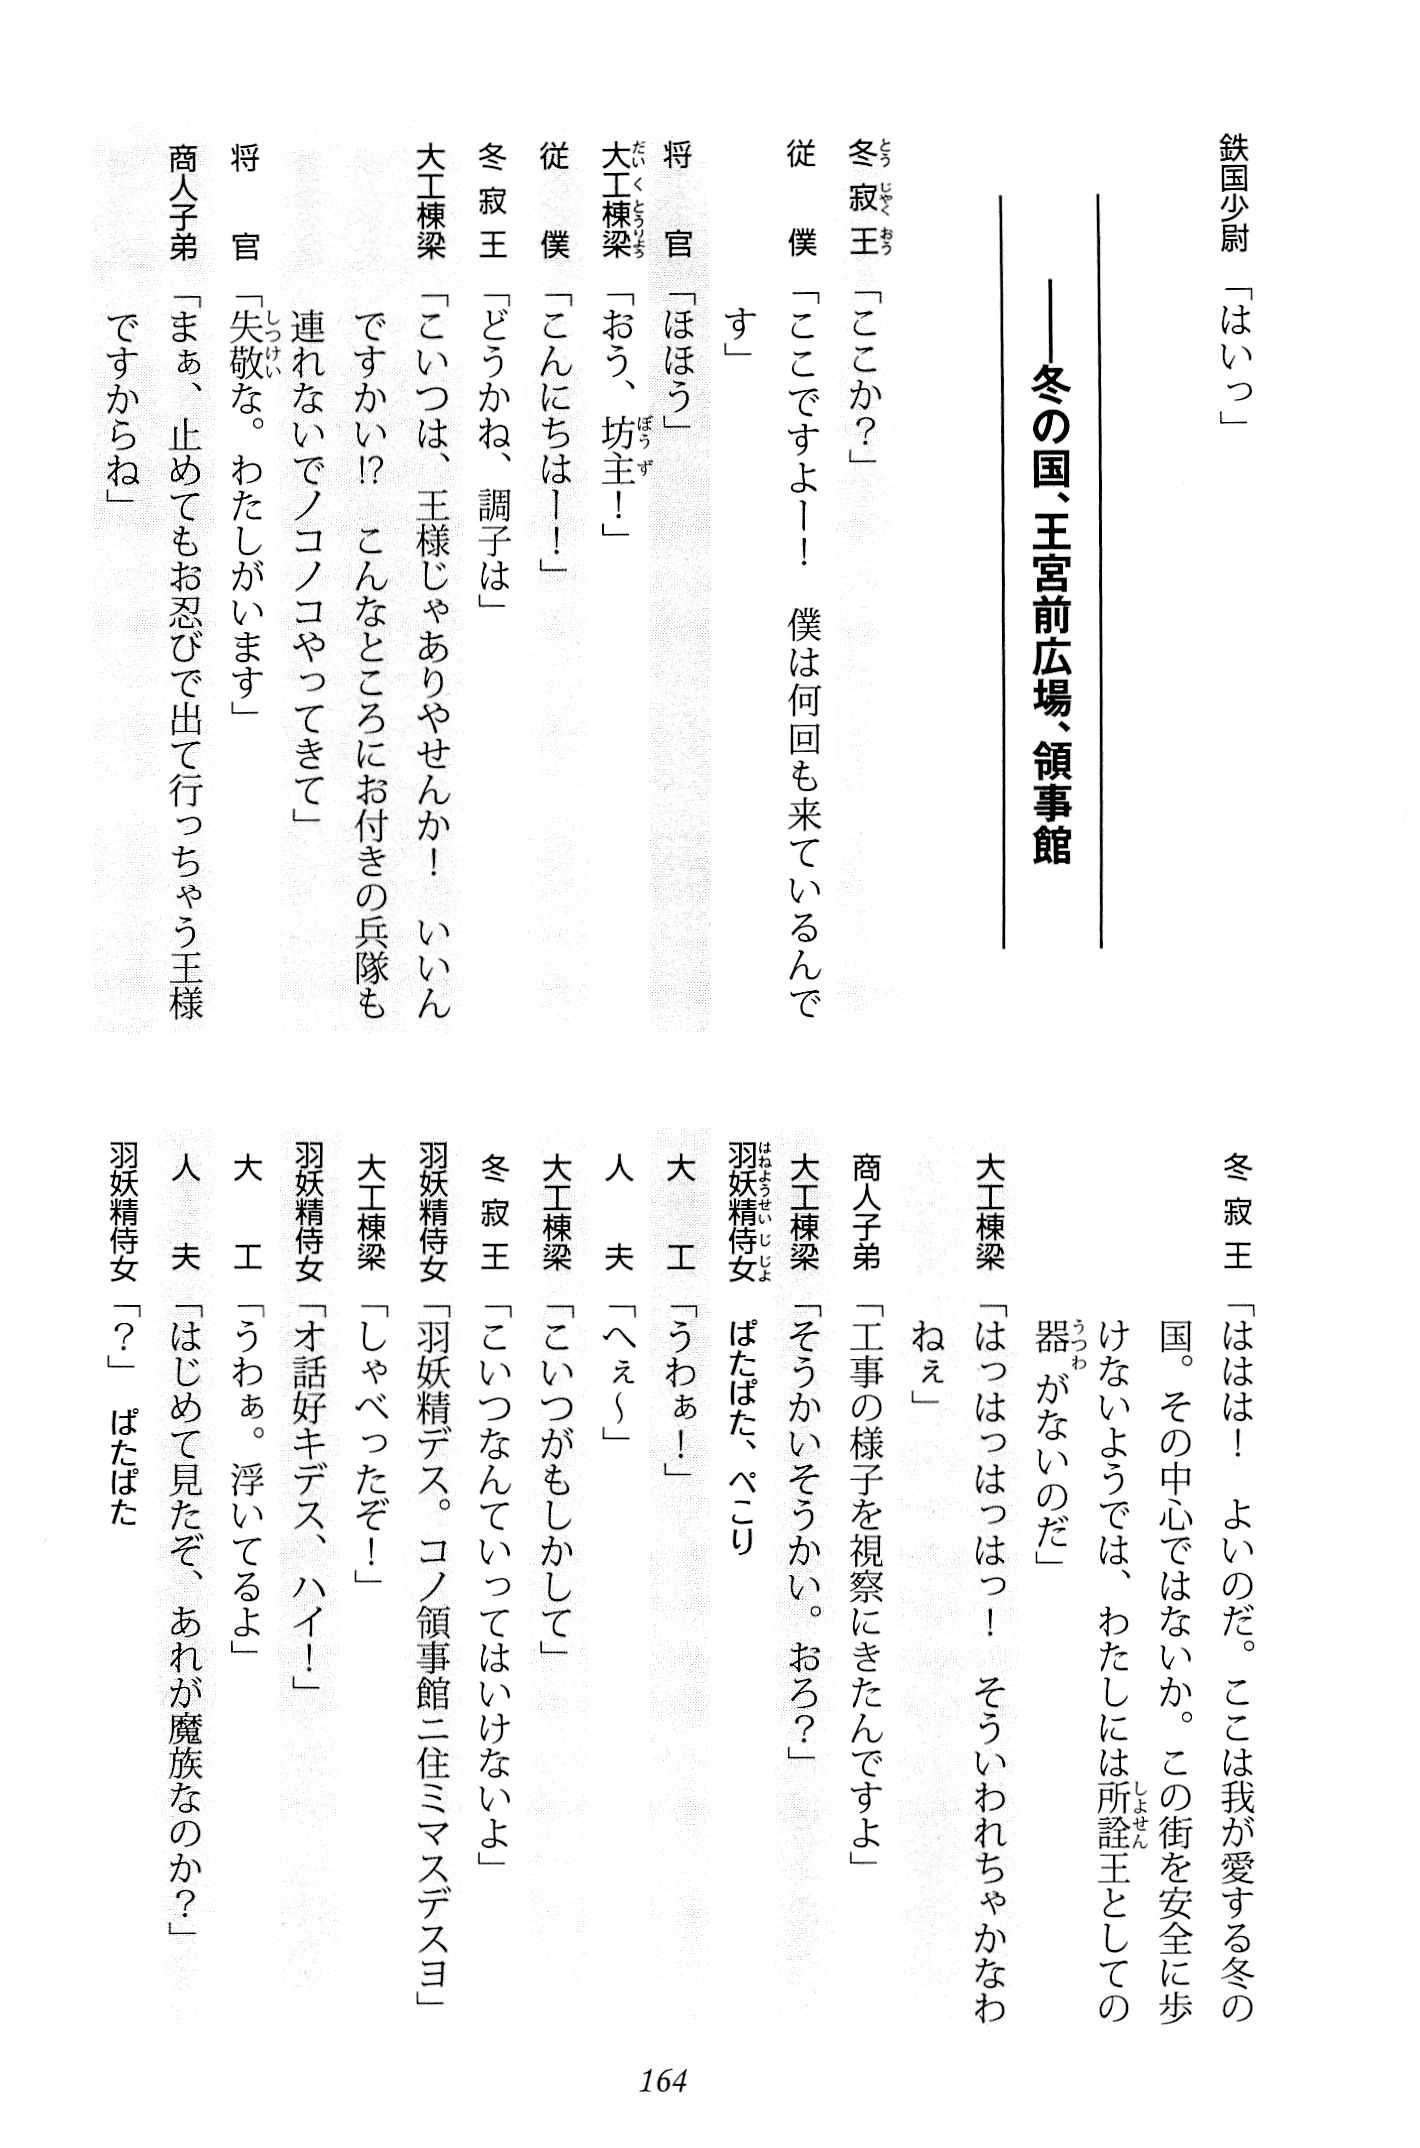 鉄国少尉「はいっ」
――冬の国、王宮前広場、領事館
冬寂王「ここか？」
従僕「ここですよー！　僕は何回も来ているんで
す」
将官「ほほう」
大工棟梁「おう、坊主！」
従僕「こんにちはー！」
冬寂王「どうかね、調子は」
大工棟梁「こいつは、王様じゃありやせんか！　いいん
ですかい!?　こんなところにお付きの兵隊も
連れないでノコノコやってきて」
将官「失敬な。わたしがいます」
商人子弟「まぁ、止めてもお忍びで出て行っちゃう王様
ですからね」
冬寂王「ははは！　よいのだ。ここは我が愛する冬の
国。その中心ではないか。この街を安全に歩
けないようでは、わたしには所詮王としての
器がないのだ」
大工棟梁「はっはっはっはっ！　そういわれちゃかなわ
ねぇ」
商人子弟「工事の様子を視察にきたんですよ」
大工棟梁「そうかいそうかい。おろ？」
羽妖精侍女　ぱたぱた、ぺこり
大工「うわぁ！」
人夫「へぇ～」
大工棟梁「こいつがもしかして」
冬寂王「こいつなんていってはいけないよ」
羽妖精侍女「羽妖精デス。コノ領事館ニ住ミマスデスヨ」
大工棟梁「しゃべったぞ！」
羽妖精侍女「オ話好キデス、ハイ！」
大工「うわぁ。浮いてるよ」
人夫「はじめて見たぞ、あれが魔族なのか？」
羽妖精侍女「？」ぱたぱた
164